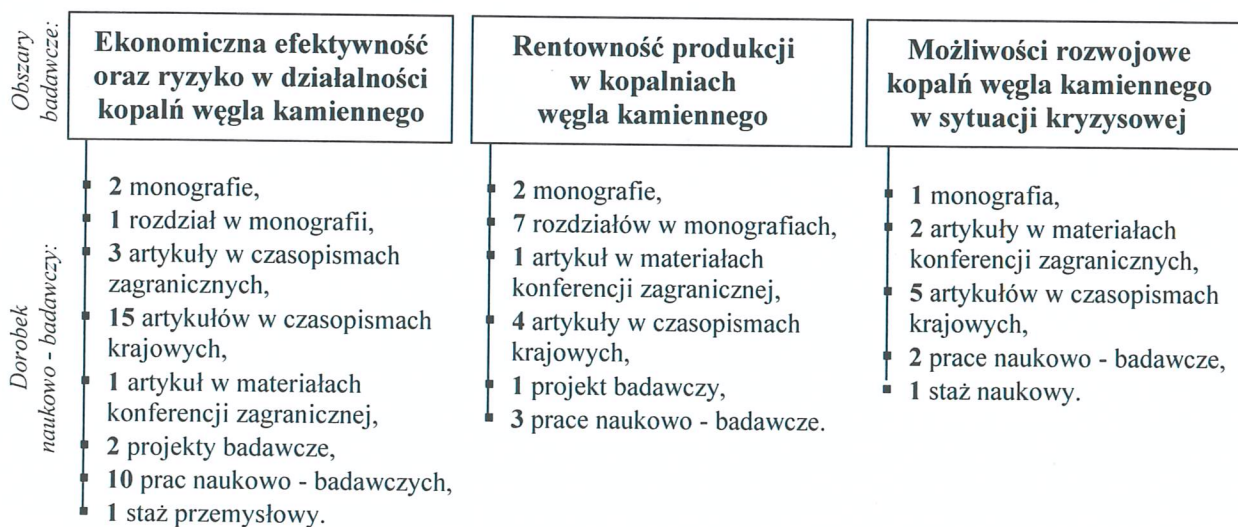 Obszary
badawcze:
Ekonomiczna efektywność
oraz ryzyko w działalności
kopalń węgla kamiennego
Rentowność produkcji
w kopalniach
węgla kamiennego
Możliwości rozwojowe
kopalń węgla kamiennego
w sytuacji kryzysowej
Dorobek
naukowo - badawczy:
2 monografie,
1 rozdział w monografii,
3 artykuły w czasopismach
zagranicznych,
15 artykułów w czasopismach
krajowych,
1 artykuł w materiałach
konferencji zagranicznej,
2 projekty badawcze,
10 prac naukowo - badawczych,
1 staż przemysłowy.
2 monografie,
7 rozdziałów w monografiach,
1 artykuł w materiałach
konferencji zagranicznej,
4 artykuły w czasopismach
krajowych,
1 projekt badawczy,
3 prace naukowo - badawcze.
1 monografia,
2 artykuły w materiałach
konferencji zagranicznych,
5 artykułów w czasopismach
krajowych,
2 prace naukowo - badawcze,
1 staż naukowy.